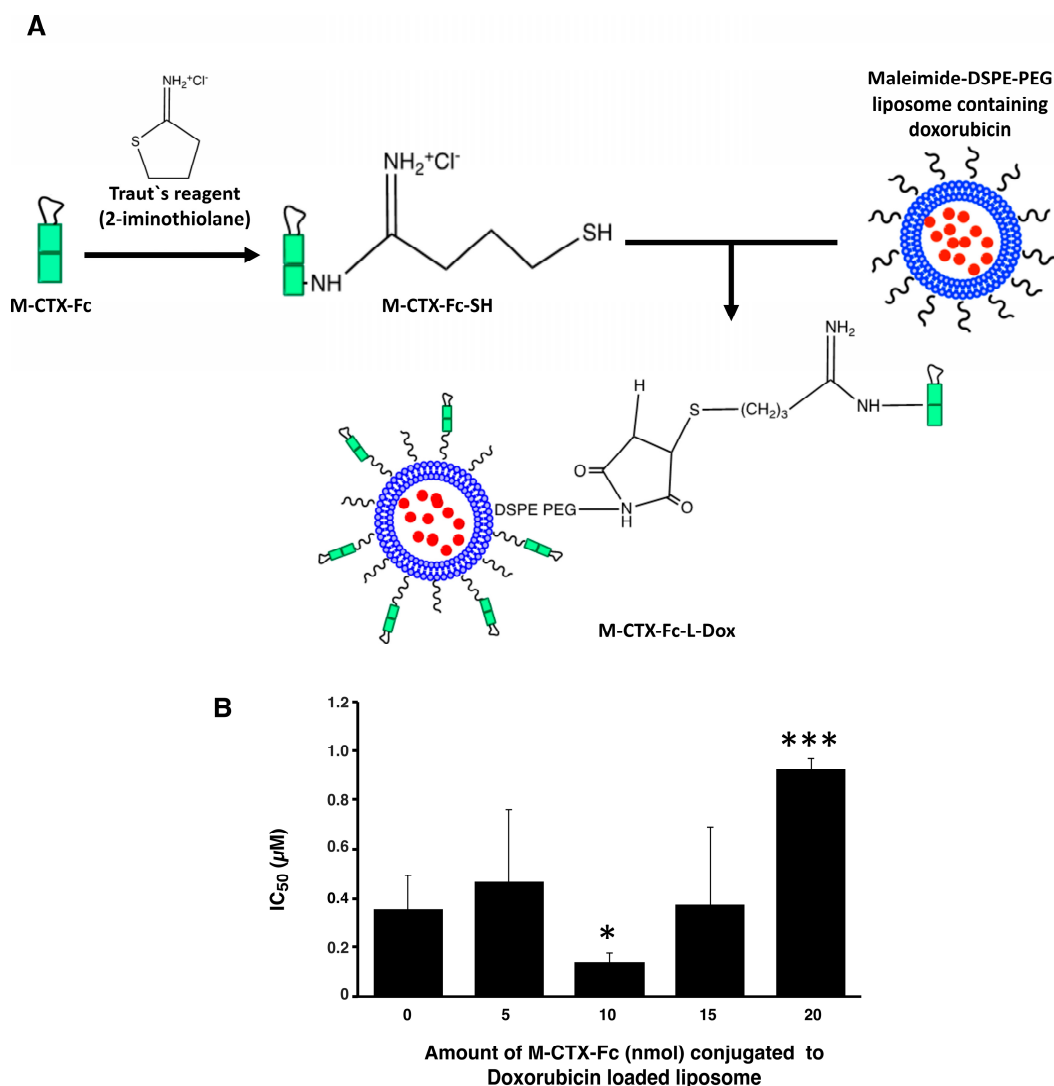 A
NH₂⁺Cl⁻
S
Traut`s reagent
(2-iminothiolane)
M-CTX-Fc
NH₂⁺Cl⁻
SH
NH
M-CTX-Fc-SH
Maleimide-DSPE-PEG
liposome containing
doxorubicin
NH₂
H
S
(CH₂)₃
NH
O
O
N
H
DSPE PEG
M-CTX-Fc-L-Dox
B
IC₅₀ (µM)
1.2
1.0
0.8
0.6
0.4
0.2
0
*
***
0 5 10 15 20
Amount of M-CTX-Fc (nmol) conjugated to
Doxorubicin loaded liposome